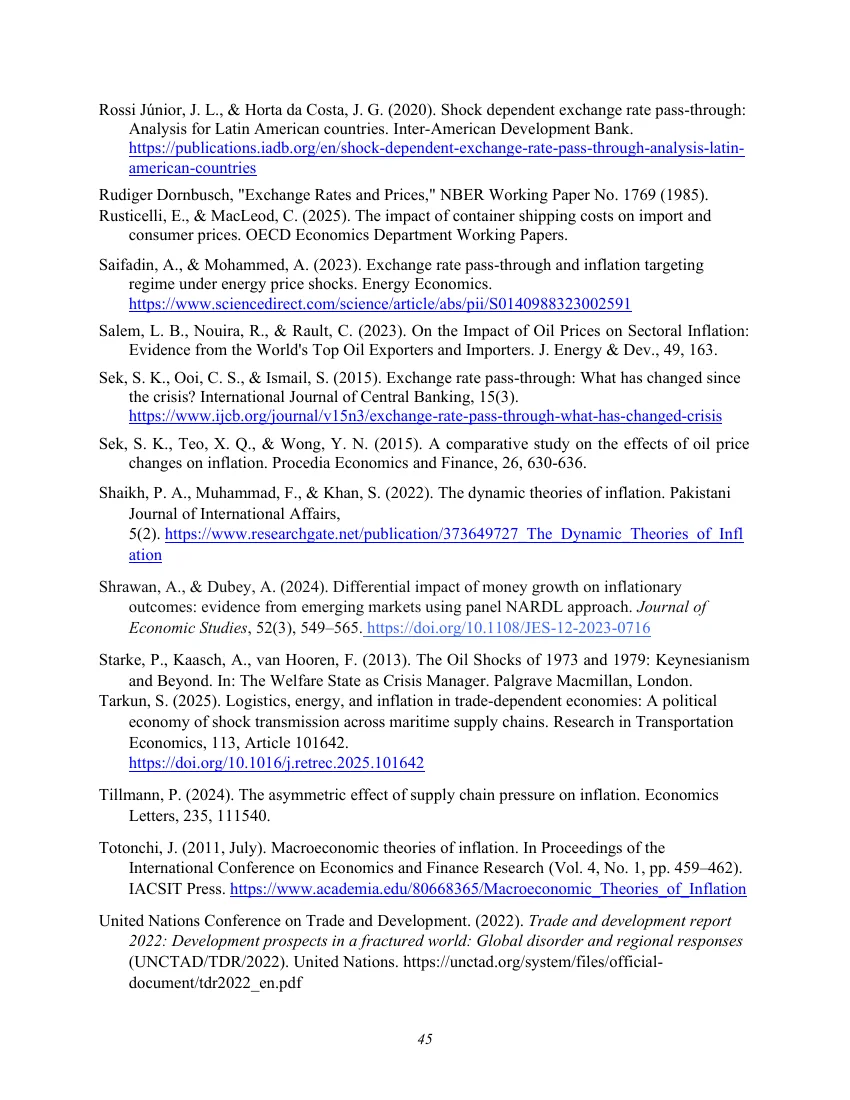 Rossi Júnior, J. L., & Horta da Costa, J. G. (2020). Shock dependent exchange rate pass-through:
Analysis for Latin American countries. Inter-American Development Bank.
https://publications.iadb.org/en/shock-dependent-exchange-rate-pass-through-analysis-latin-
american-countries
Rudiger Dornbusch, "Exchange Rates and Prices," NBER Working Paper No. 1769 (1985).
Rusticelli, E., & MacLeod, C. (2025). The impact of container shipping costs on import and
consumer prices. OECD Economics Department Working Papers.
Saifadin, A., & Mohammed, A. (2023). Exchange rate pass-through and inflation targeting
regime under energy price shocks. Energy Economics.
https://www.sciencedirect.com/science/article/abs/pii/S0140988323002591
Salem, L. B., Nouira, R., & Rault, C. (2023). On the Impact of Oil Prices on Sectoral Inflation:
Evidence from the World's Top Oil Exporters and Importers. J. Energy & Dev., 49, 163.
Sek, S. K., Ooi, C. S., & Ismail, S. (2015). Exchange rate pass-through: What has changed since
the crisis? International Journal of Central Banking, 15(3).
https://www.ijcb.org/journal/v15n3/exchange-rate-pass-through-what-has-changed-crisis
Sek, S. K., Teo, X. Q., & Wong, Y. N. (2015). A comparative study on the effects of oil price
changes on inflation. Procedia Economics and Finance, 26, 630-636.
Shaikh, P. A., Muhammad, F., & Khan, S. (2022). The dynamic theories of inflation. Pakistani
Journal of International Affairs,
5(2). https://www.researchgate.net/publication/373649727_The_Dynamic_Theories_of_Infl
ation
Shrawan, A., & Dubey, A. (2024). Differential impact of money growth on inflationary
outcomes: evidence from emerging markets using panel NARDL approach. Journal of
Economic Studies, 52(3), 549–565. https://doi.org/10.1108/JES-12-2023-0716
Starke, P., Kaasch, A., van Hooren, F. (2013). The Oil Shocks of 1973 and 1979: Keynesianism
and Beyond. In: The Welfare State as Crisis Manager. Palgrave Macmillan, London.
Tarkun, S. (2025). Logistics, energy, and inflation in trade-dependent economies: A political
economy of shock transmission across maritime supply chains. Research in Transportation
Economics, 113, Article 101642.
https://doi.org/10.1016/j.retrec.2025.101642
Tillmann, P. (2024). The asymmetric effect of supply chain pressure on inflation. Economics
Letters, 235, 111540.
Totonchi, J. (2011, July). Macroeconomic theories of inflation. In Proceedings of the
International Conference on Economics and Finance Research (Vol. 4, No. 1, pp. 459–462).
IACSIT Press. https://www.academia.edu/80668365/Macroeconomic_Theories_of_Inflation
United Nations Conference on Trade and Development. (2022). Trade and development report
2022: Development prospects in a fractured world: Global disorder and regional responses
(UNCTAD/TDR/2022). United Nations. https://unctad.org/system/files/official-
document/tdr2022_en.pdf
45